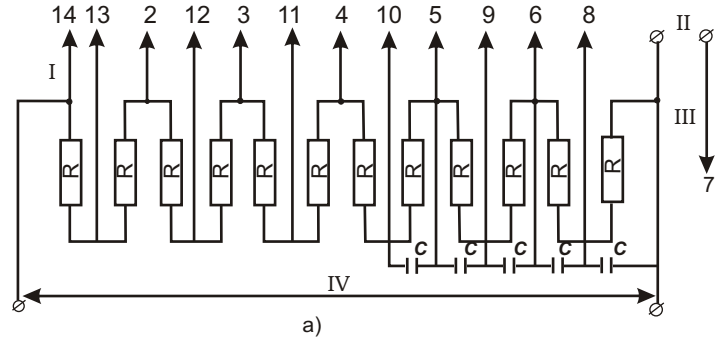 14 13 2 12 3 11 4 10 5 9 6 8 II
I III
R R R R R R R R R R R R
7
C C C C C
IV
a)